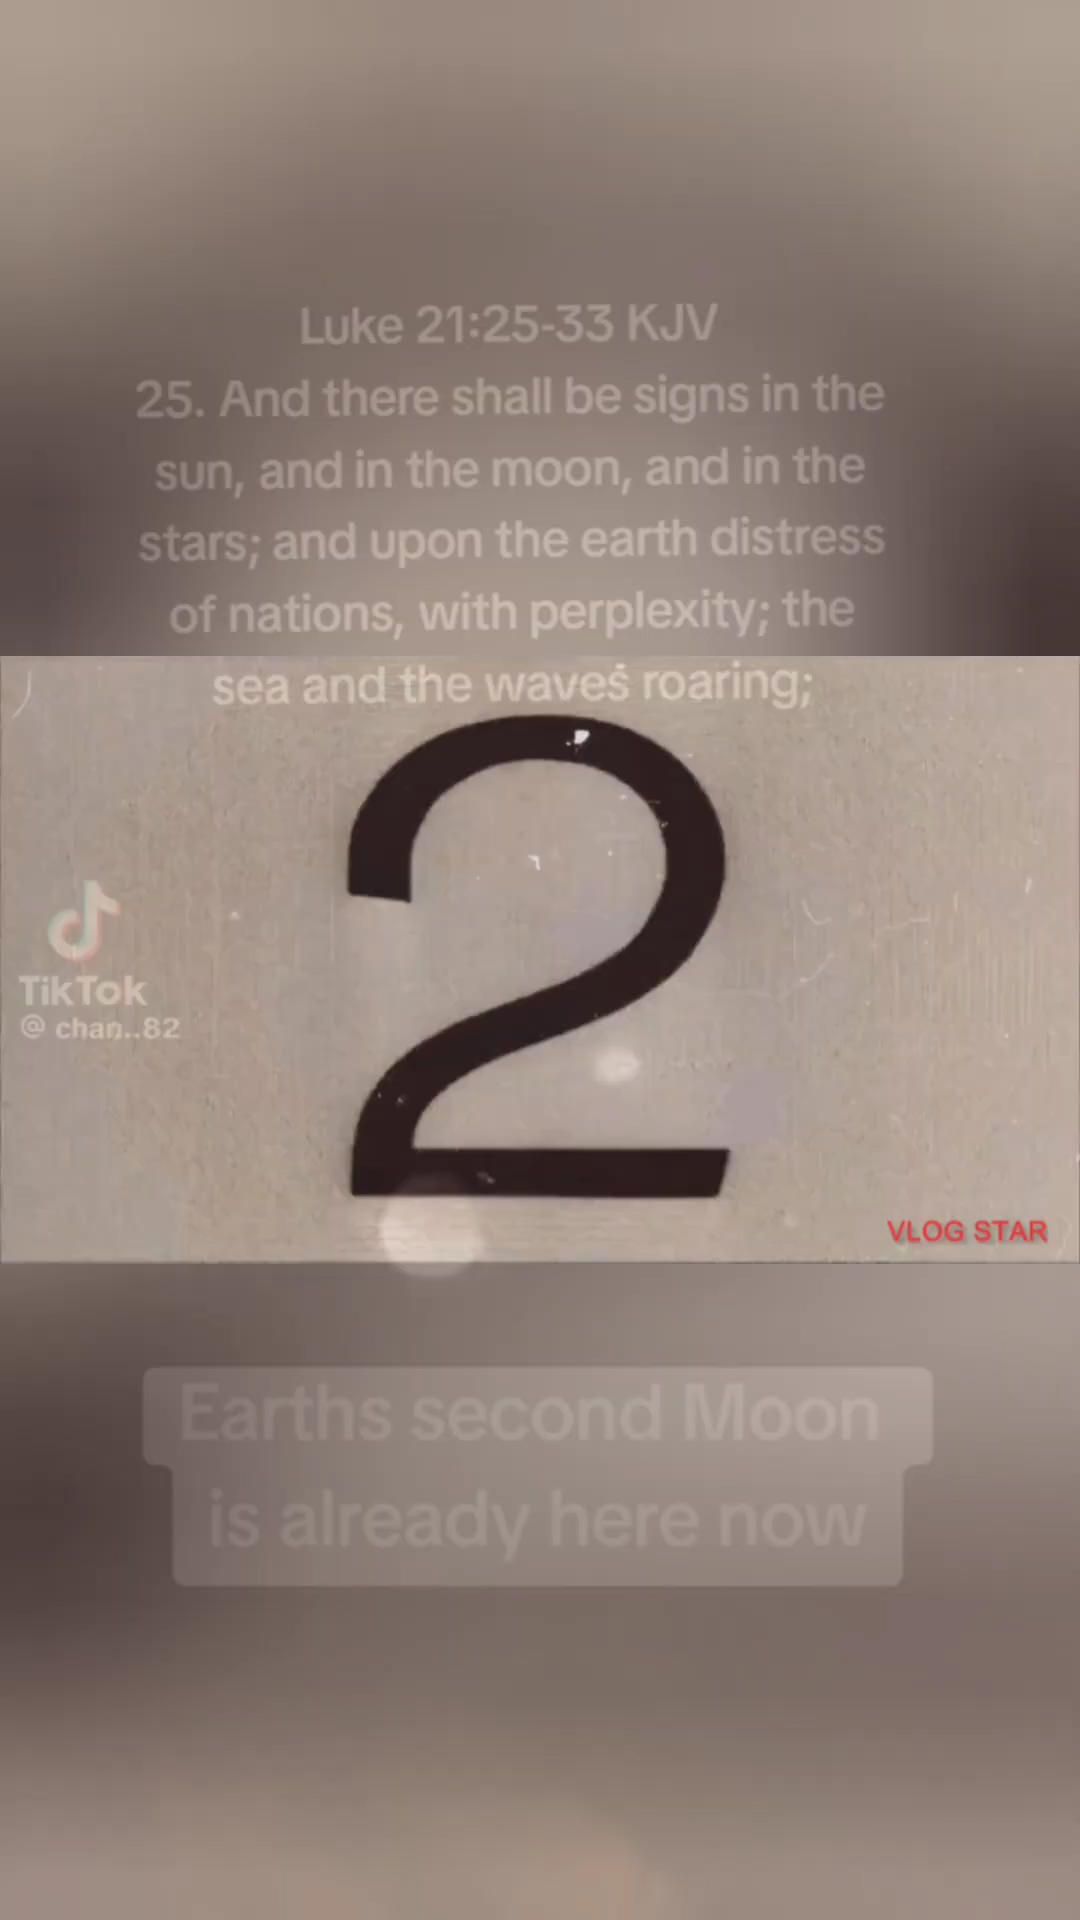 Luke 21:25-33 KJV
25. And there shall be signs in the
sun, and in the moon, and in the
stars; and upon the earth distress
of nations, with perplexity; the
sea and the waves roaring;
2
TikTok
@ chan..82
VLOG STAR
Earths second Moon
is already here now